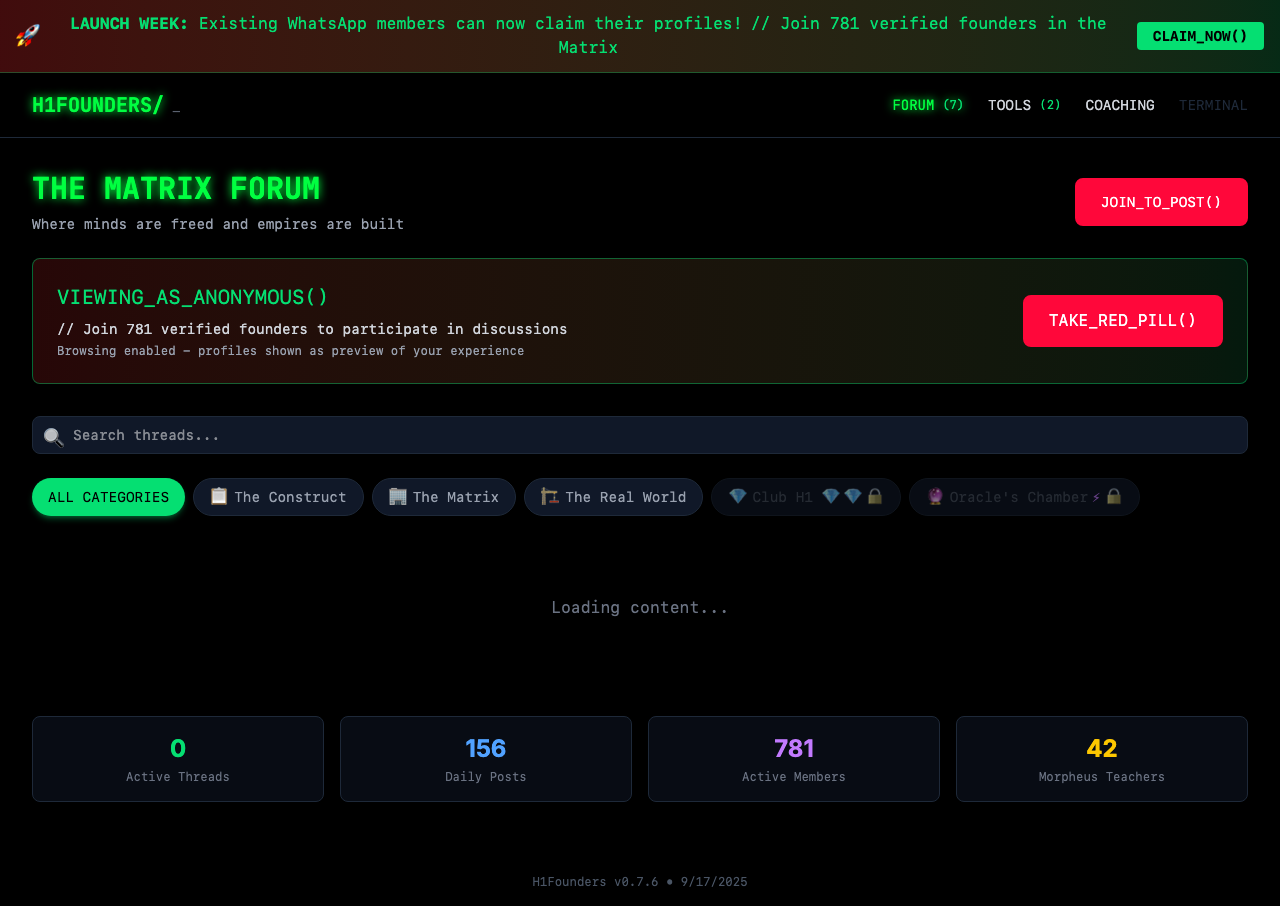 LAUNCH WEEK: Existing WhatsApp members can now claim their profiles! // Join 781 verified founders in the
Matrix
CLAIM_NOW()
H1FOUNDERS/ _
FORUM (7)
TOOLS (2)
COACHING
TERMINAL
THE MATRIX FORUM
Where minds are freed and empires are built
JOIN_TO_POST()
VIEWING_AS_ANONYMOUS()
// Join 781 verified founders to participate in discussions
Browsing enabled — profiles shown as preview of your experience
TAKE_RED_PILL()
Search threads...
ALL CATEGORIES
The Construct
The Matrix
The Real World
Club H1
Oracle's Chamber
Loading content...
0
Active Threads
156
Daily Posts
781
Active Members
42
Morpheus Teachers
H1Founders v0.7.6 • 9/17/2025